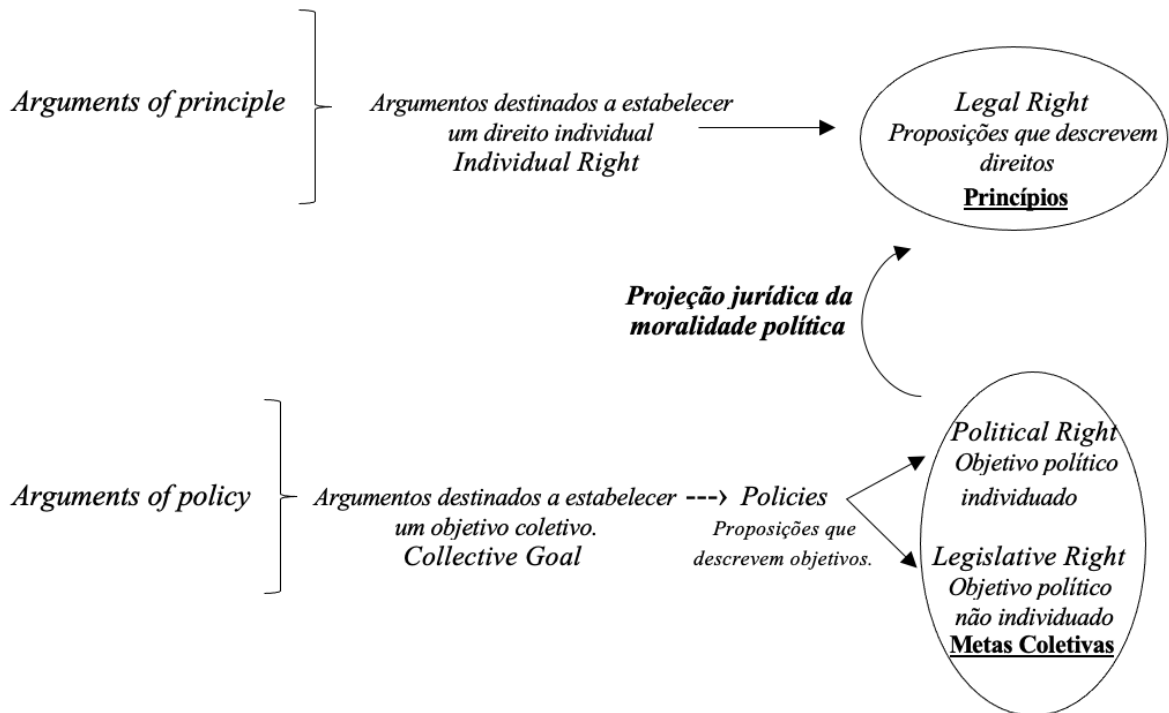 Arguments of principle
Argumentos destinados a estabelecer
um direito individual
Individual Right
Legal Right
Proposições que descrevem
direitos
Princípios
Projeção jurídica da
moralidade política
Arguments of policy
Argumentos destinados a estabelecer
um objetivo coletivo.
Collective Goal
Policies
Proposições que
descrevem objetivos.
Political Right
Objetivo político
individuado
Legislative Right
Objetivo político
não individuado
Metas Coletivas